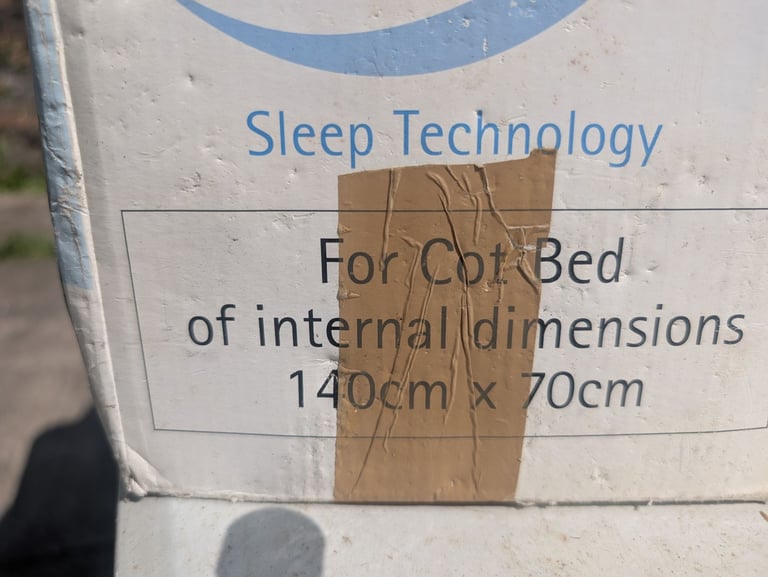 Sleep Technology
For Cot Bed
of internal dimensions
140cm x 70cm